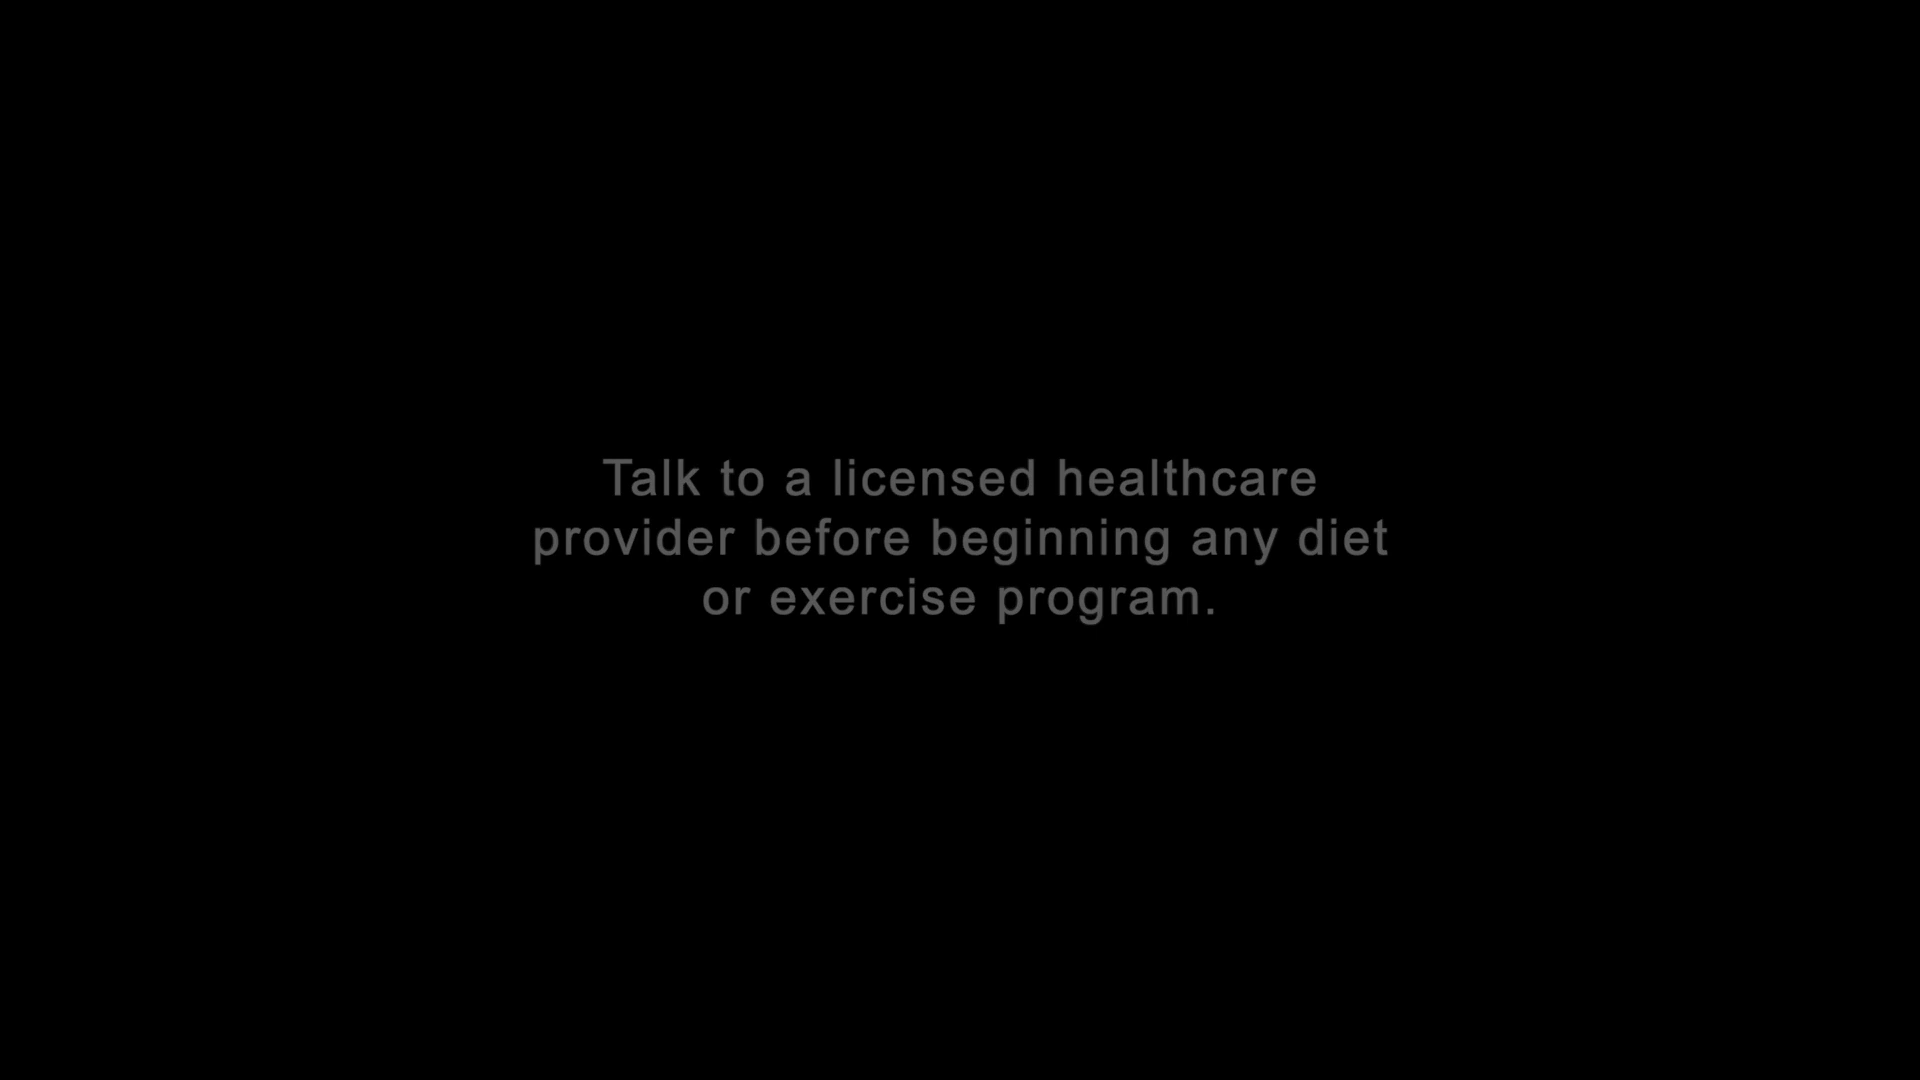 Talk to a licensed healthcare
provider before beginning any diet
or exercise program.